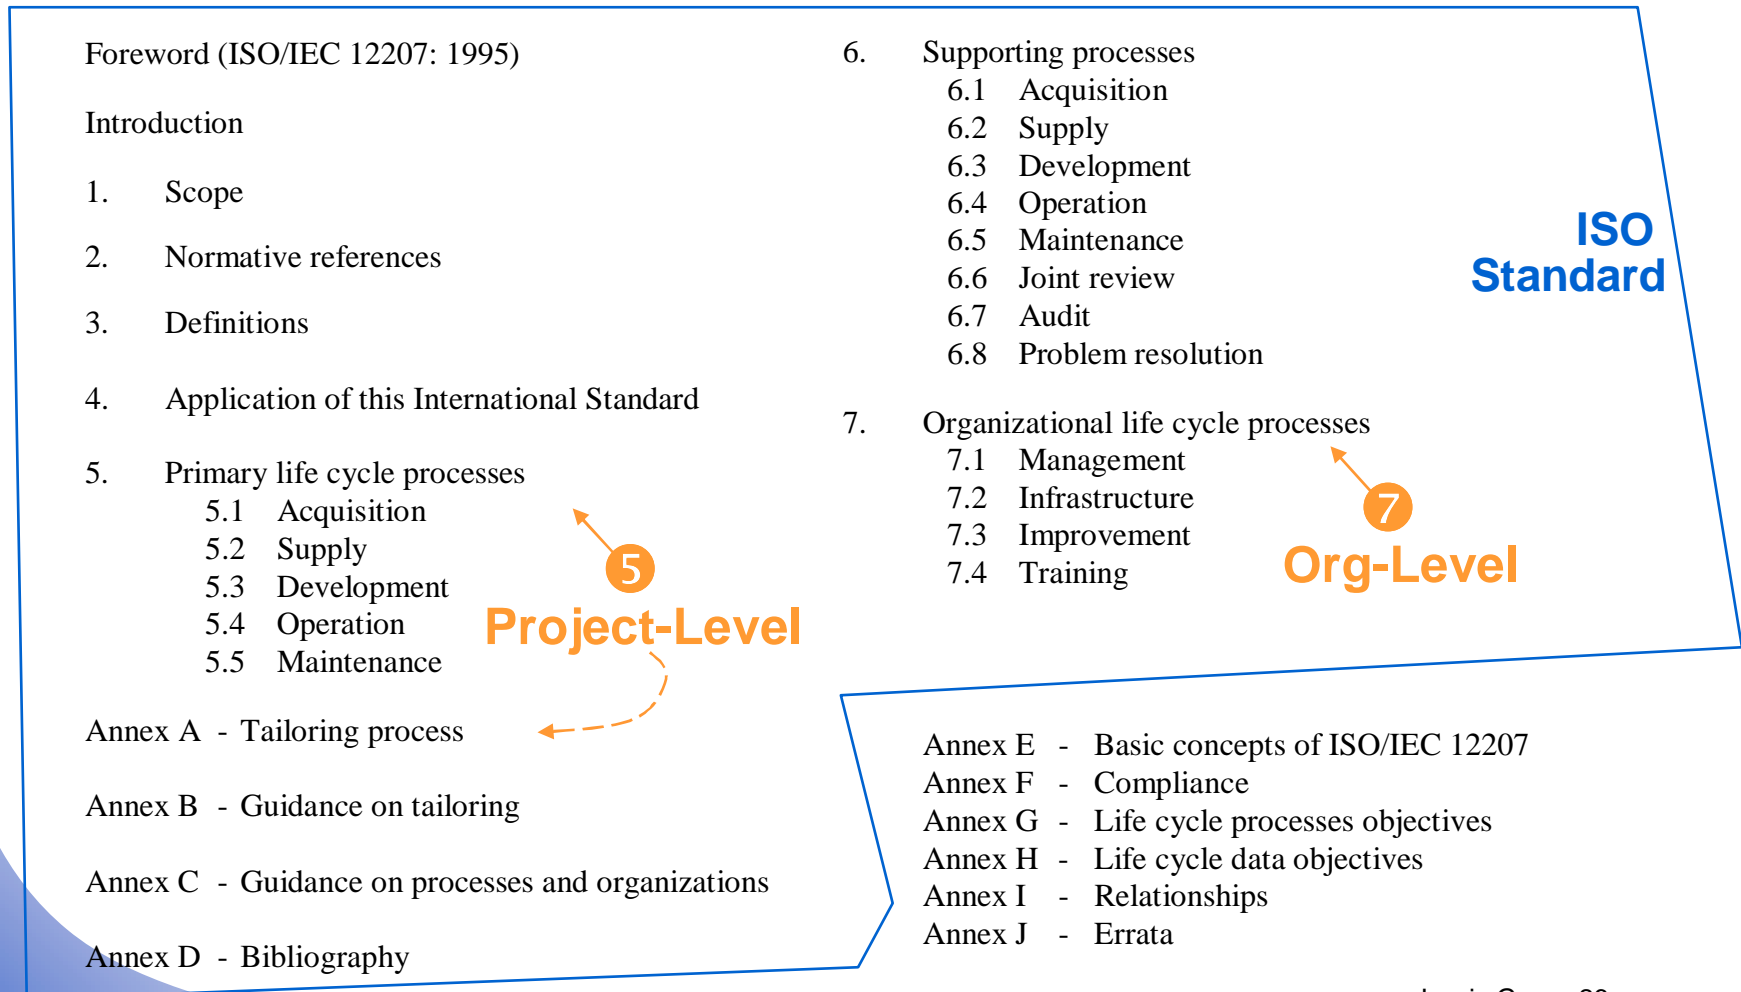 Foreword (ISO/IEC 12207: 1995)
Introduction
1. Scope
2. Normative references
3. Definitions
4. Application of this International Standard
5. Primary life cycle processes
5.1 Acquisition
5.2 Supply
5.3 Development
5.4 Operation
5.5 Maintenance
5
Project-Level
Annex A - Tailoring process
Annex B - Guidance on tailoring
Annex C - Guidance on processes and organizations
Annex D - Bibliography
6. Supporting processes
6.1 Acquisition
6.2 Supply
6.3 Development
6.4 Operation
6.5 Maintenance
6.6 Joint review
6.7 Audit
6.8 Problem resolution
ISO
Standard
7. Organizational life cycle processes
7.1 Management
7.2 Infrastructure
7.3 Improvement
7.4 Training
7
Org-Level
Annex E - Basic concepts of ISO/IEC 12207
Annex F - Compliance
Annex G - Life cycle processes objectives
Annex H - Life cycle data objectives
Annex I - Relationships
Annex J - Errata